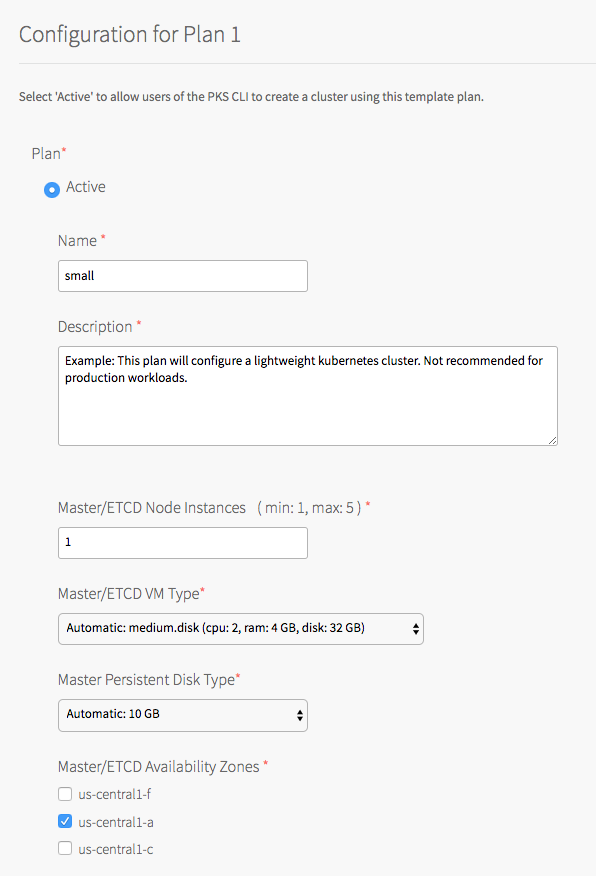 Configuration for Plan 1
Select 'Active' to allow users of the PKS CLI to create a cluster using this template plan.
Plan*
Active
Name *
small
Description *
Example: This plan will configure a lightweight kubernetes cluster. Not recommended for
production workloads.
Master/ETCD Node Instances ( min: 1, max: 5 ) *
1
Master/ETCD VM Type*
Automatic: medium.disk (cpu: 2, ram: 4 GB, disk: 32 GB)
Master Persistent Disk Type*
Automatic: 10 GB
Master/ETCD Availability Zones *
us-central1-f
us-central1-a
us-central1-c